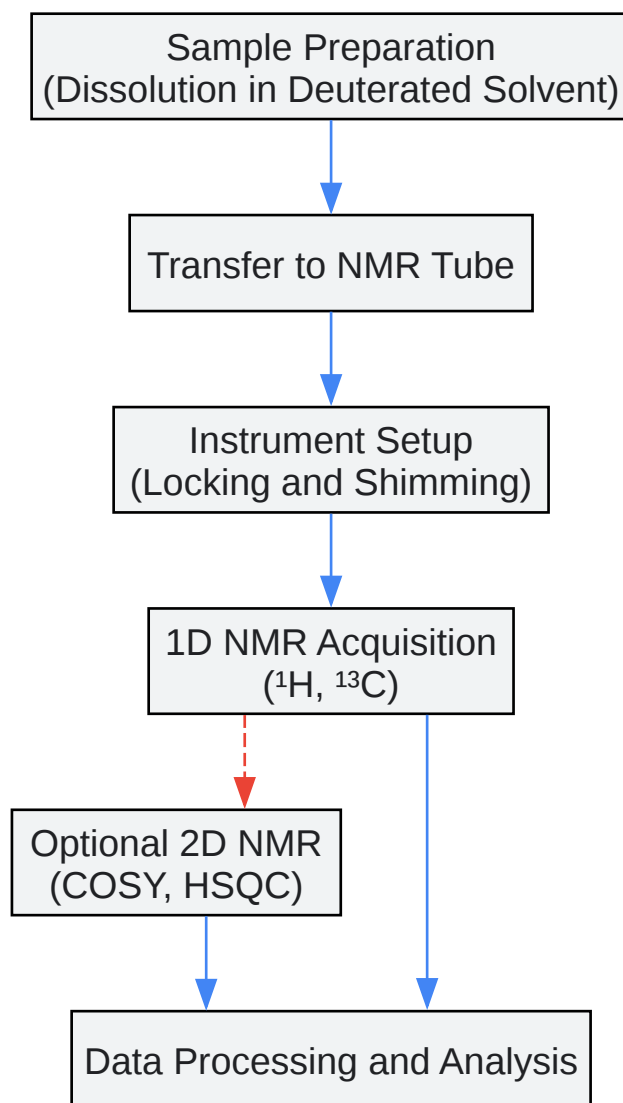 Sample Preparation
(Dissolution in Deuterated Solvent)
Transfer to NMR Tube
Instrument Setup
(Locking and Shimming)
1D NMR Acquisition
(¹H, ¹³C)
Optional 2D NMR
(COSY, HSQC)
Data Processing and Analysis